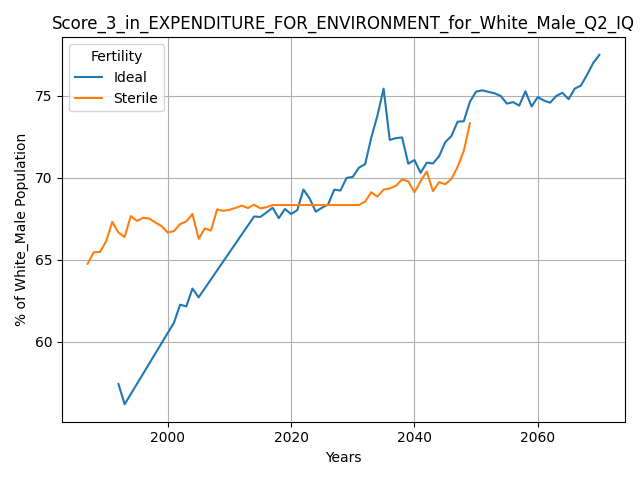 Score_3_in_EXPENDITURE_FOR_ENVIRONMENT_for_White_Male_Q2_IQ
Fertility
Ideal
Sterile
% of White_Male Population
75
70
65
60
2000
2020
2040
2060
Years